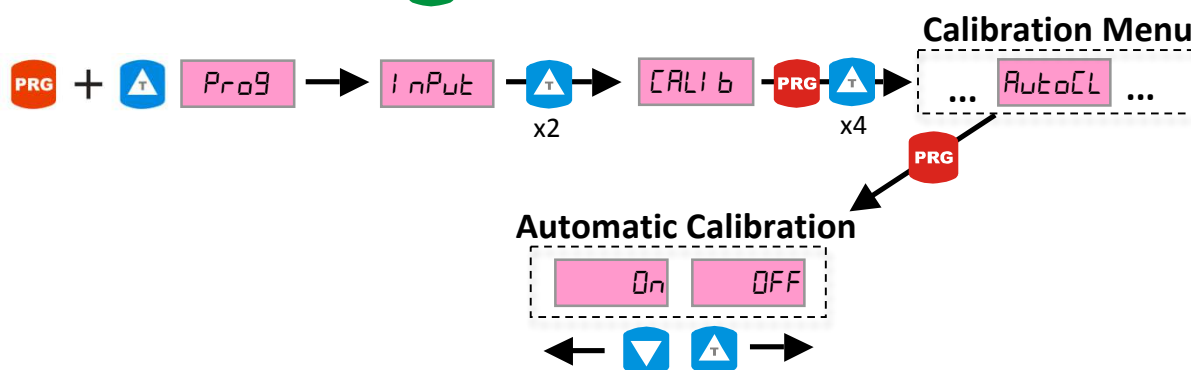 Calibration Menu
PRG + T Prog InPut T CALIb PRG T ... AutoCL ...
x2 x4
PRG
Automatic Calibration
On OFF
T